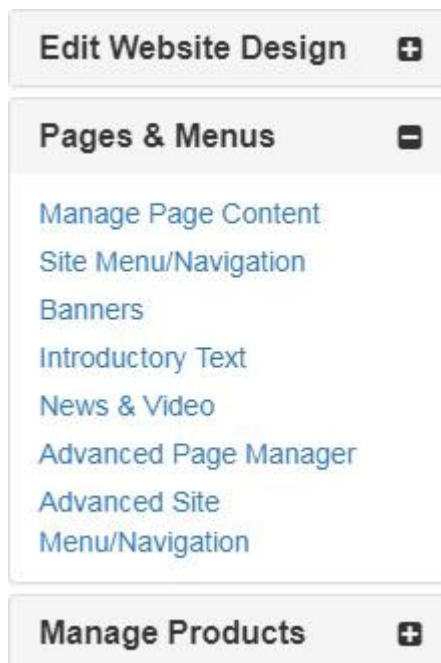 Edit Website Design
Pages & Menus
Manage Page Content
Site Menu/Navigation
Banners
Introductory Text
News & Video
Advanced Page Manager
Advanced Site
Menu/Navigation
Manage Products